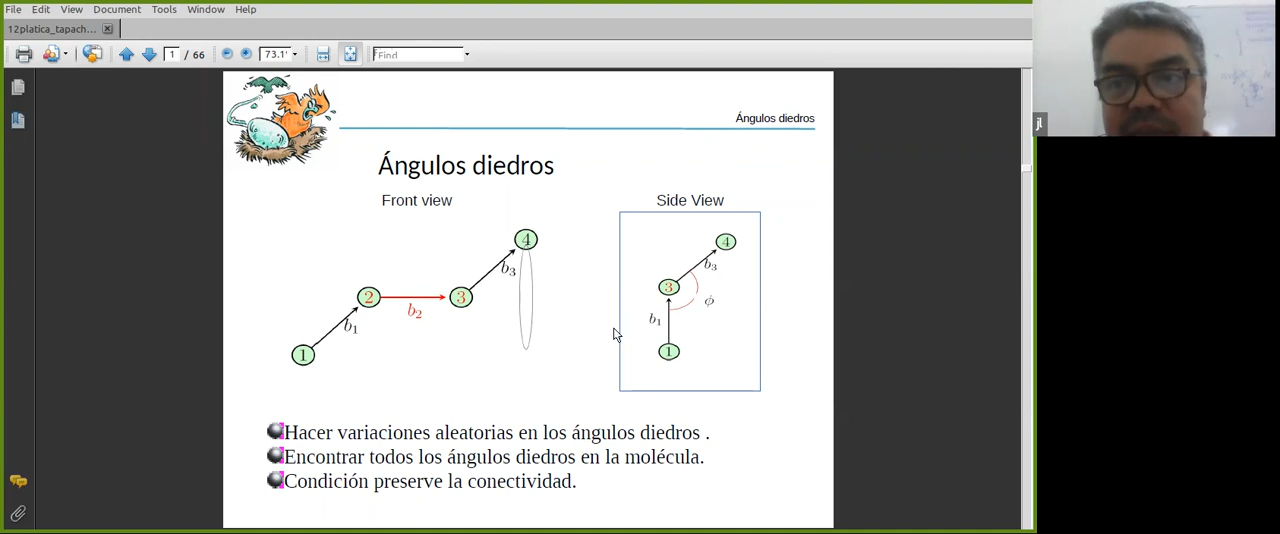 File Edit View Document Tools Window Help
12platica_tapach...
1 / 66 73.1% Find
Ángulos diedros
Ángulos diedros
Front view Side View
4 4
b₃ b₃
2 3 3
b₂ ϕ
b₁ b₁
1 1
Hacer variaciones aleatorias en los ángulos diedros .
Encontrar todos los ángulos diedros en la molécula.
Condición preserve la conectividad.
jl